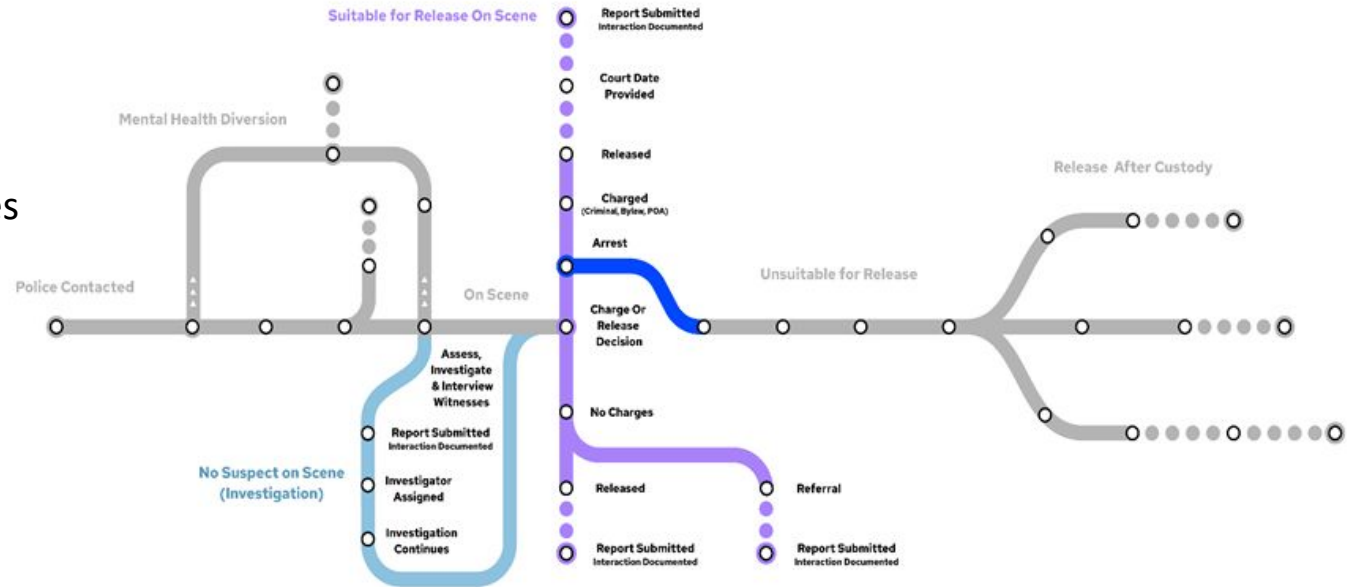 Suitable for Release On Scene
Report Submitted
Interaction Documented
Court Date
Provided
Mental Health Diversion
Released
Release After Custody
es
Charged
(Criminal, Bylaw, POA)
Arrest
Police Contacted
On Scene
Unsuitable for Release
Charge Or
Release
Decision
Assess,
Investigate
& Interview
Witnesses
No Charges
Report Submitted
Interaction Documented
No Suspect on Scene
(Investigation)
Investigator
Assigned
Investigation
Continues
Released
Referral
Report Submitted
Interaction Documented
Report Submitted
Interaction Documented